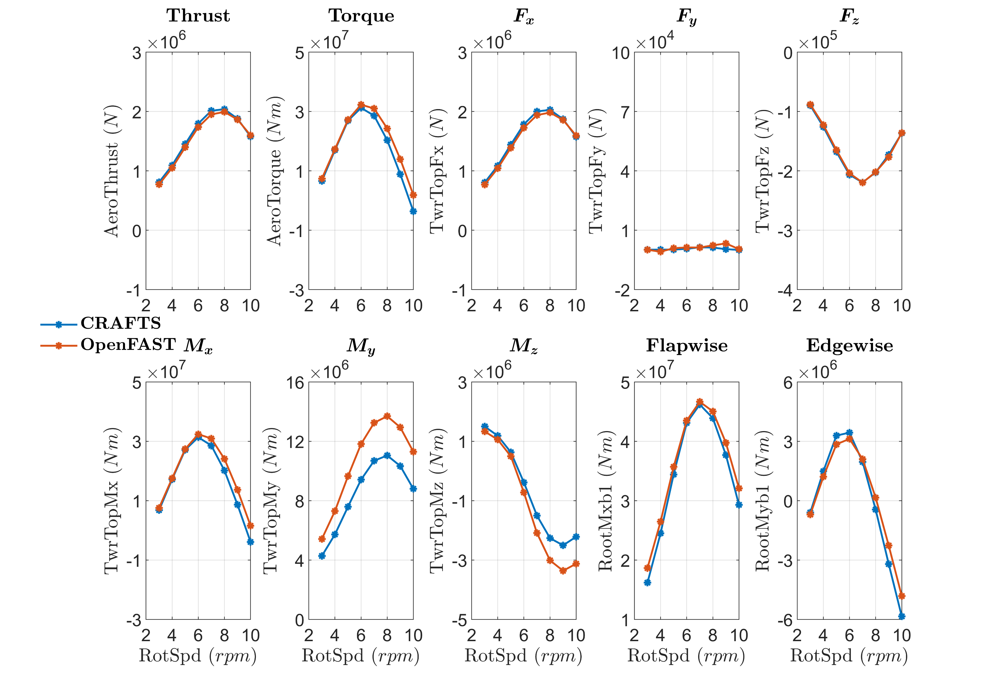 Thrust
×10^6
3
2
1
0
-1
AeroThrust (N)
2 4 6 8 10
Torque
×10^7
5
3
1
-1
-3
AeroTorque (Nm)
2 4 6 8 10
F_x
×10^6
3
2
1
0
-1
TwrTopFx (N)
2 4 6 8 10
F_y
×10^4
10
7
4
1
-2
TwrTopFy (N)
2 4 6 8 10
F_z
×10^5
0
-1
-2
-3
-4
TwrTopFz (N)
2 4 6 8 10
CRAFTS
OpenFAST
M_x
×10^7
5
3
1
-1
-3
TwrTopMx (Nm)
2 4 6 8 10
RotSpd (rpm)
M_y
×10^6
16
12
8
4
0
TwrTopMy (Nm)
2 4 6 8 10
RotSpd (rpm)
M_z
×10^6
3
1
-1
-3
-5
TwrTopMz (Nm)
2 4 6 8 10
RotSpd (rpm)
Flapwise
×10^7
5
4
3
2
1
RootMxb1 (Nm)
2 4 6 8 10
RotSpd (rpm)
Edgewise
×10^6
6
3
0
-3
-6
RootMyb1 (Nm)
2 4 6 8 10
RotSpd (rpm)